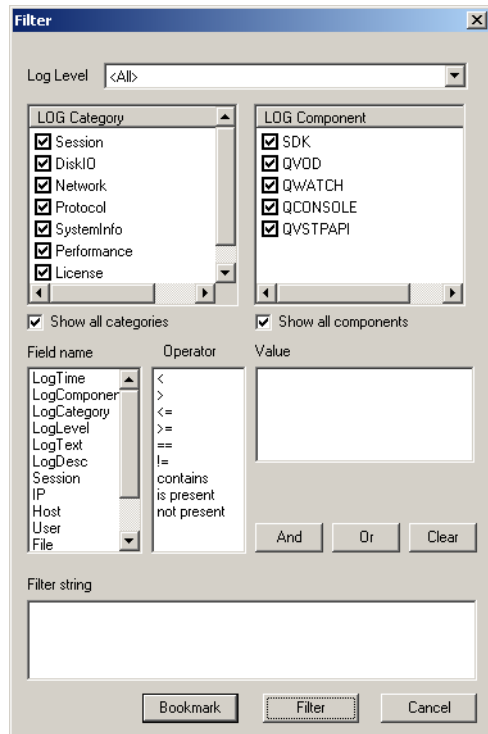 Filter
Log Level <All>
LOG Category
Session
DiskIO
Network
Protocol
SystemInfo
Performance
License
Show all categories
LOG Component
SDK
QVOD
QWATCH
QCONSOLE
QVSTPAPI
Show all components
Field name
LogTime
LogComponen
LogCategory
LogLevel
LogText
LogDesc
Session
IP
Host
User
File
Operator
<
>
<=
>=
==
!=
contains
is present
not present
Value
And Or Clear
Filter string
Bookmark Filter Cancel